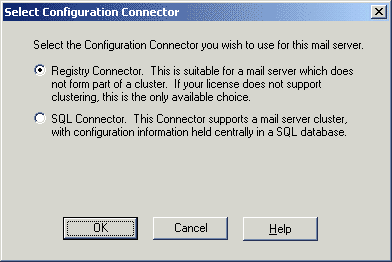 Select Configuration Connector
Select the Configuration Connector you wish to use for this mail server.
Registry Connector.  This is suitable for a mail server which does
not form part of a cluster.  If your license does not support
clustering, this is the only available choice.
SQL Connector.  This Connector supports a mail server cluster,
with configuration information held centrally in a SQL database.
OK
Cancel
Help